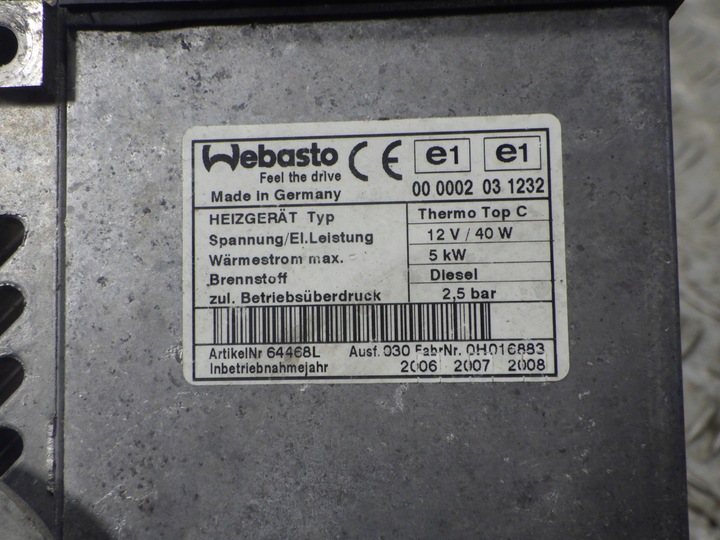 Webasto CE e1 e1
Feel the drive
Made in Germany 00 0002 03 1232
HEIZGERÄT Typ Thermo Top C
Spannung/El.Leistung 12 V / 40 W
Wärmestrom max. 5 kW
Brennstoff Diesel
zul. Betriebsüberdruck 2,5 bar
ArtikelNr 64468L Ausf. 030 FabrNr. 0H016883
Inbetriebnahmejahr 2006 2007 2008